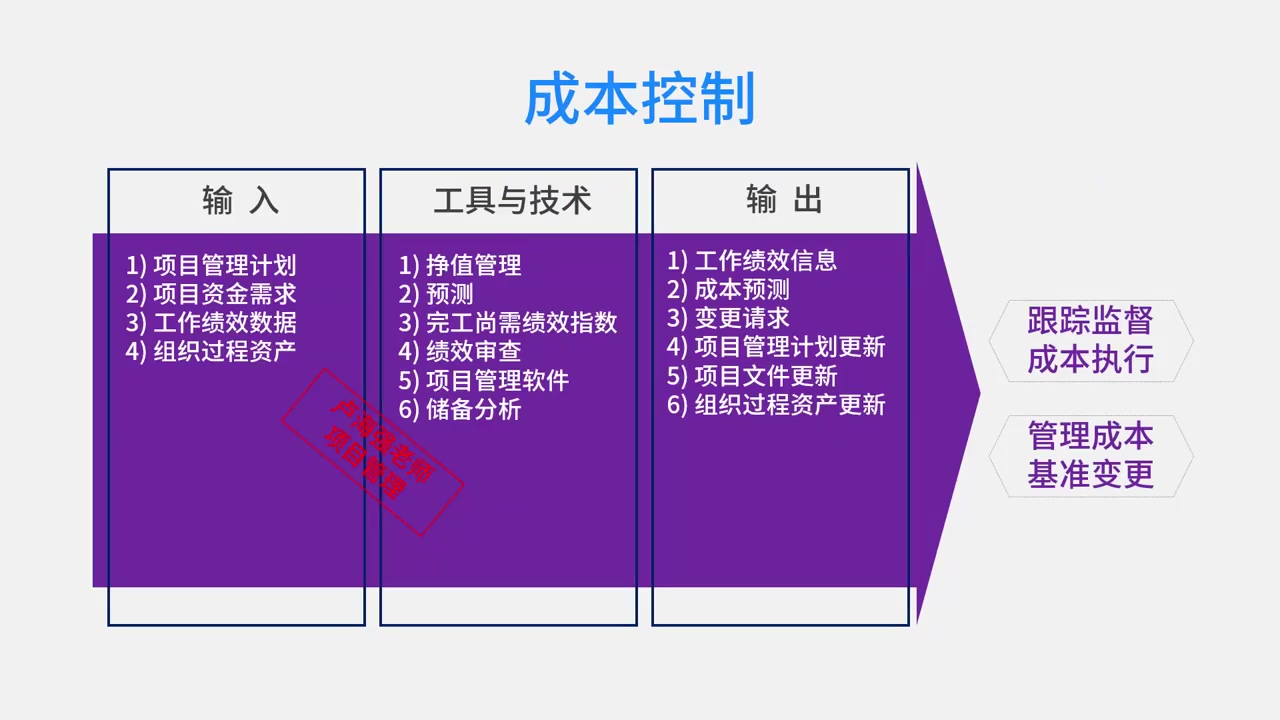 成本控制
输 入
1) 项目管理计划
2) 项目资金需求
3) 工作绩效数据
4) 组织过程资产
工具与技术
1) 挣值管理
2) 预测
3) 完工尚需绩效指数
4) 绩效审查
5) 项目管理软件
6) 储备分析
输 出
1) 工作绩效信息
2) 成本预测
3) 变更请求
4) 项目管理计划更新
5) 项目文件更新
6) 组织过程资产更新
跟踪监督
成本执行
管理成本
基准变更
卢海强老师
项目管理